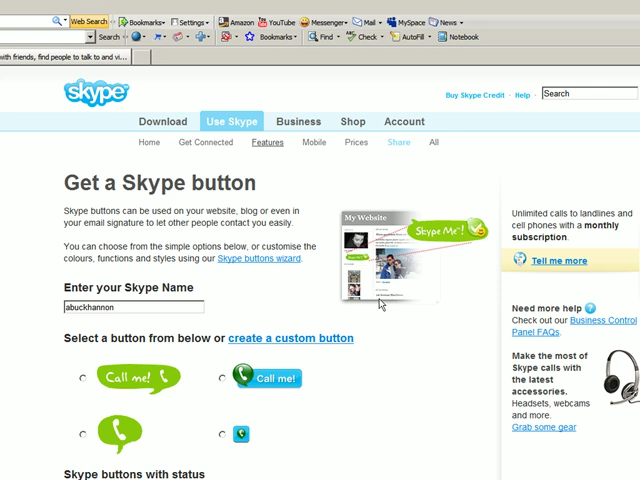 Web Search Bookmarks Settings Amazon YouTube Messenger Mail MySpace News
Search Bookmarks Find Check AutoFill Notebook
with friends, find people to talk to and vi...
skype
Buy Skype Credit · Help · Search
Download Use Skype Business Shop Account
Home Get Connected Features Mobile Prices Share All
Get a Skype button
Skype buttons can be used on your website, blog or even in
your email signature to let other people contact you easily.
You can choose from the simple options below, or customise the
colours, functions and styles using our Skype buttons wizard.
My Website
Skype Me™!
Unlimited calls to landlines and
cell phones with a monthly
subscription.
Tell me more
Enter your Skype Name
abuckhannon
Need more help
Check out our Business Control
Panel FAQs.
Select a button from below or create a custom button
Call me!
Call me!
Make the most of
Skype calls with
the latest
accessories.
Headsets, webcams
and more.
Grab some gear
Skype buttons with status